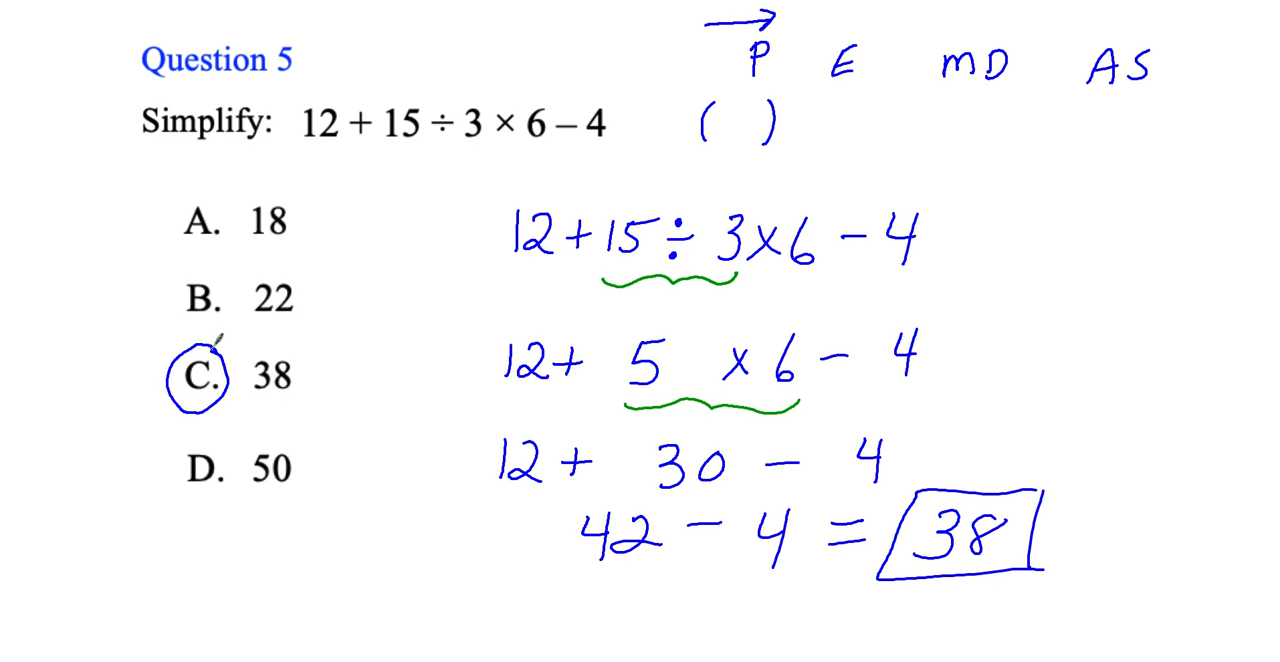 Question 5
P E MD AS
Simplify: 12 + 15 ÷ 3 × 6 – 4
( )
A. 18
12 + 15 ÷ 3 × 6 – 4
B. 22
12 + 5 × 6 – 4
C. 38
12 + 30 – 4
D. 50
42 – 4 = 38